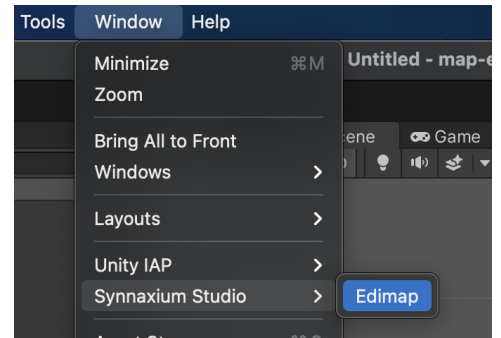 Tools Window Help
Minimize ⌘M
Untitled - map-e
Zoom
Bring All to Front
Game
Windows
Layouts
Unity IAP
Synnaxium Studio
Edimap